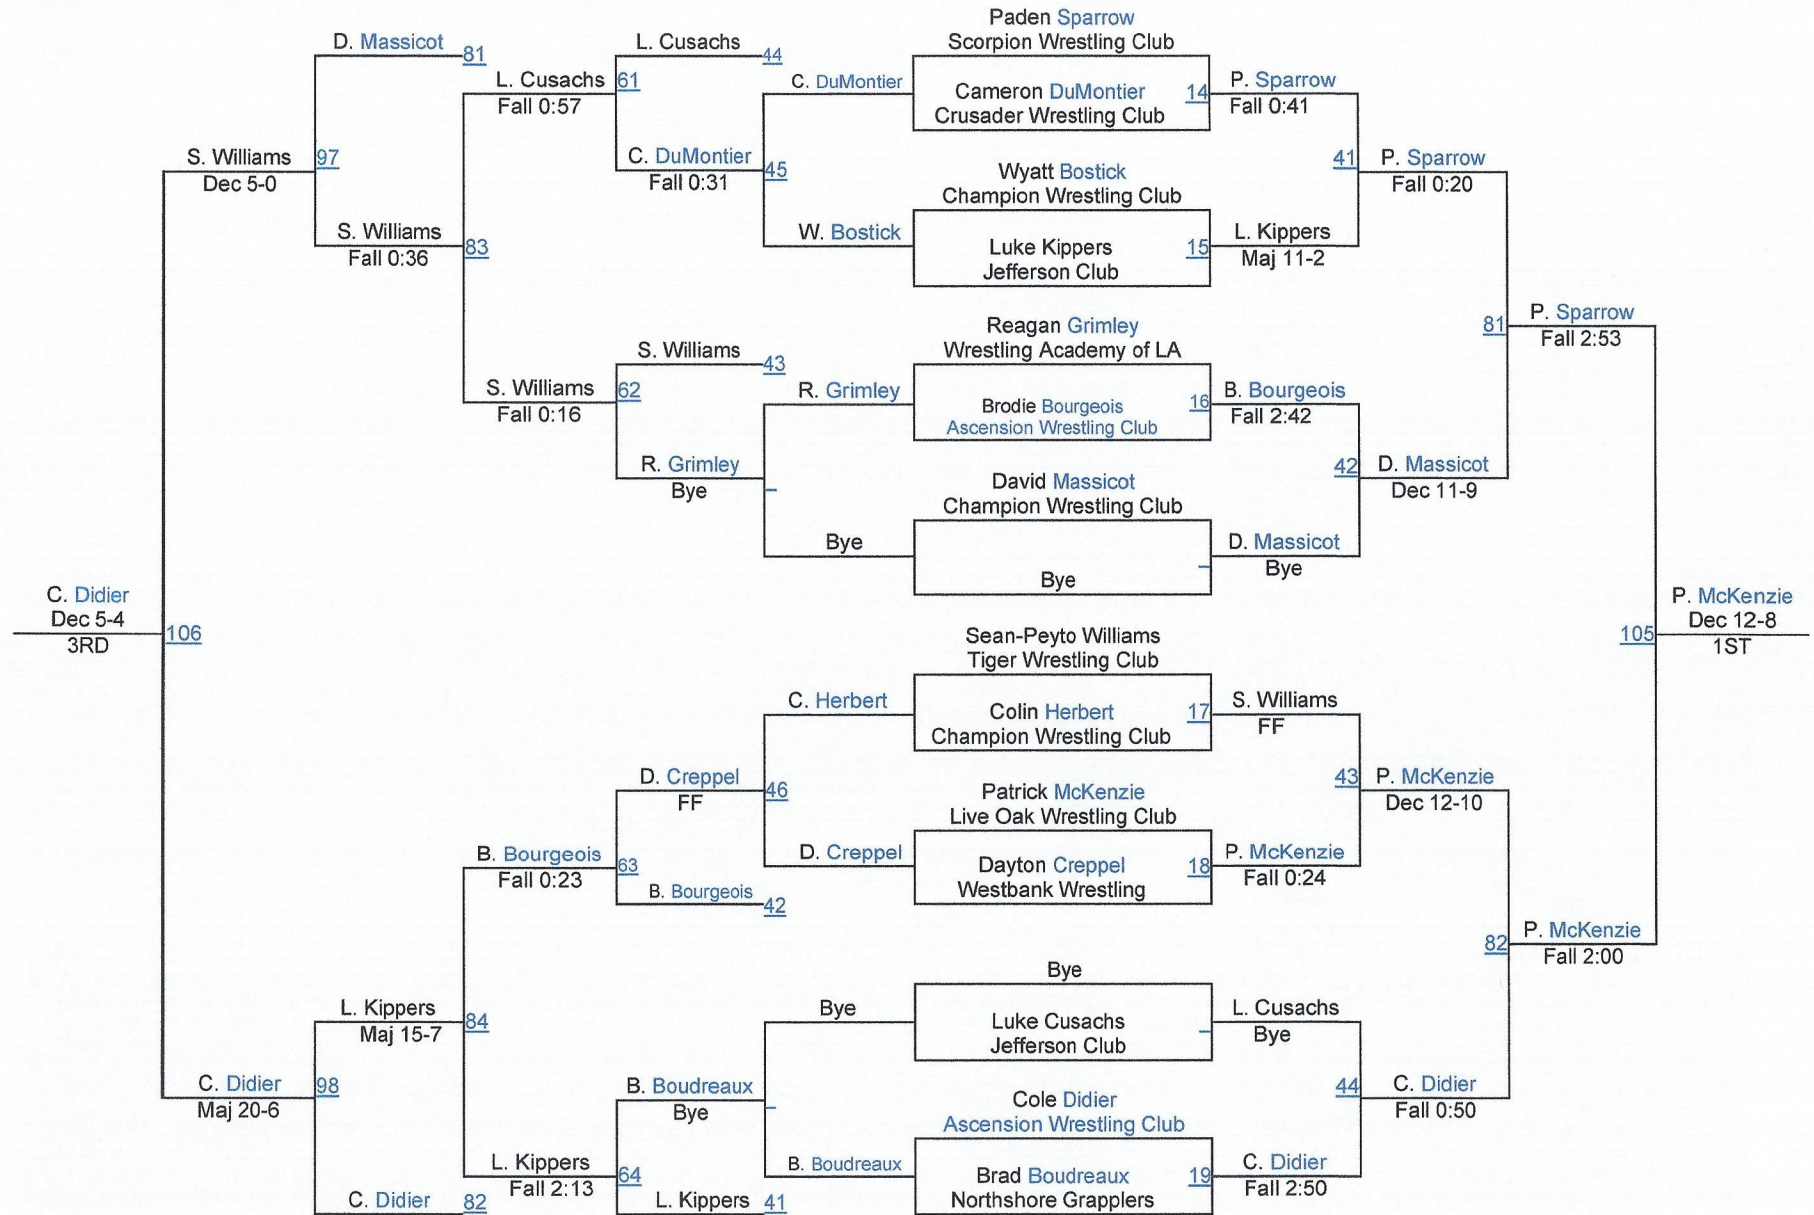 Paden Sparrow
Scorpion Wrestling Club
D. Massicot
81
L. Cusachs
44
L. Cusachs
61
Fall 0:57
C. DuMontier
Cameron DuMontier
14
Crusader Wrestling Club
P. Sparrow
Fall 0:41
S. Williams
97
Dec 5-0
C. DuMontier
45
Fall 0:31
Wyatt Bostick
Champion Wrestling Club
41
P. Sparrow
Fall 0:20
S. Williams
83
Fall 0:36
W. Bostick
Luke Kippers
15
Jefferson Club
L. Kippers
Maj 11-2
Reagan Grimley
Wrestling Academy of LA
81
P. Sparrow
Fall 2:53
S. Williams
43
S. Williams
62
Fall 0:16
R. Grimley
Brodie Bourgeois
16
Ascension Wrestling Club
B. Bourgeois
Fall 2:42
R. Grimley
Bye
David Massicot
Champion Wrestling Club
42
D. Massicot
Dec 11-9
Bye
Bye
D. Massicot
Bye
C. Didier
Dec 5-4
106
3RD
Sean-Peyto Williams
Tiger Wrestling Club
P. McKenzie
Dec 12-8
105
1ST
C. Herbert
Colin Herbert
17
Champion Wrestling Club
S. Williams
FF
D. Creppel
46
FF
Patrick McKenzie
Live Oak Wrestling Club
43
P. McKenzie
Dec 12-10
B. Bourgeois
63
Fall 0:23
D. Creppel
Dayton Creppel
18
Westbank Wrestling
P. McKenzie
Fall 0:24
B. Bourgeois
42
82
P. McKenzie
Fall 2:00
Bye
L. Kippers
84
Maj 15-7
Bye
Luke Cusachs
Jefferson Club
L. Cusachs
Bye
C. Didier
98
Maj 20-6
B. Boudreaux
Bye
Cole Didier
Ascension Wrestling Club
44
C. Didier
Fall 0:50
L. Kippers
64
Fall 2:13
B. Boudreaux
Brad Boudreaux
19
Northshore Grapplers
C. Didier
Fall 2:50
C. Didier
82
L. Kippers
41